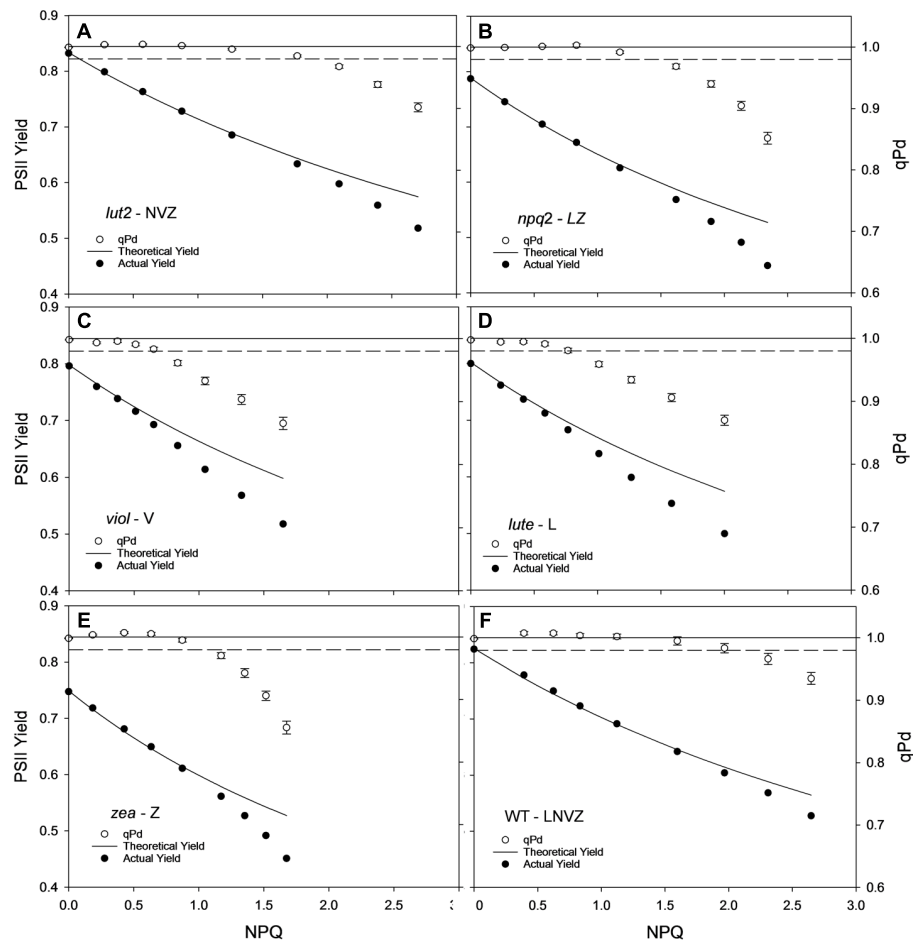 A
0.9
0.8
0.7
0.6
0.5
0.4
PSII Yield
lut2 - NVZ
qPd
Theoretical Yield
Actual Yield
B
1.0
0.9
0.8
0.7
0.6
qPd
npq2 - LZ
qPd
Theoretical Yield
Actual Yield
C
0.9
0.8
0.7
0.6
0.5
0.4
PSII Yield
viol - V
qPd
Theoretical Yield
Actual Yield
D
1.0
0.9
0.8
0.7
0.6
qPd
lute - L
qPd
Theoretical Yield
Actual Yield
E
0.9
0.8
0.7
0.6
0.5
0.4
PSII Yield
zea - Z
qPd
Theoretical Yield
Actual Yield
0.0 0.5 1.0 1.5 2.0 2.5
NPQ
F
1.0
0.9
0.8
0.7
0.6
qPd
WT - LNVZ
qPd
Theoretical Yield
Actual Yield
0 0.5 1.0 1.5 2.0 2.5 3.0
NPQ